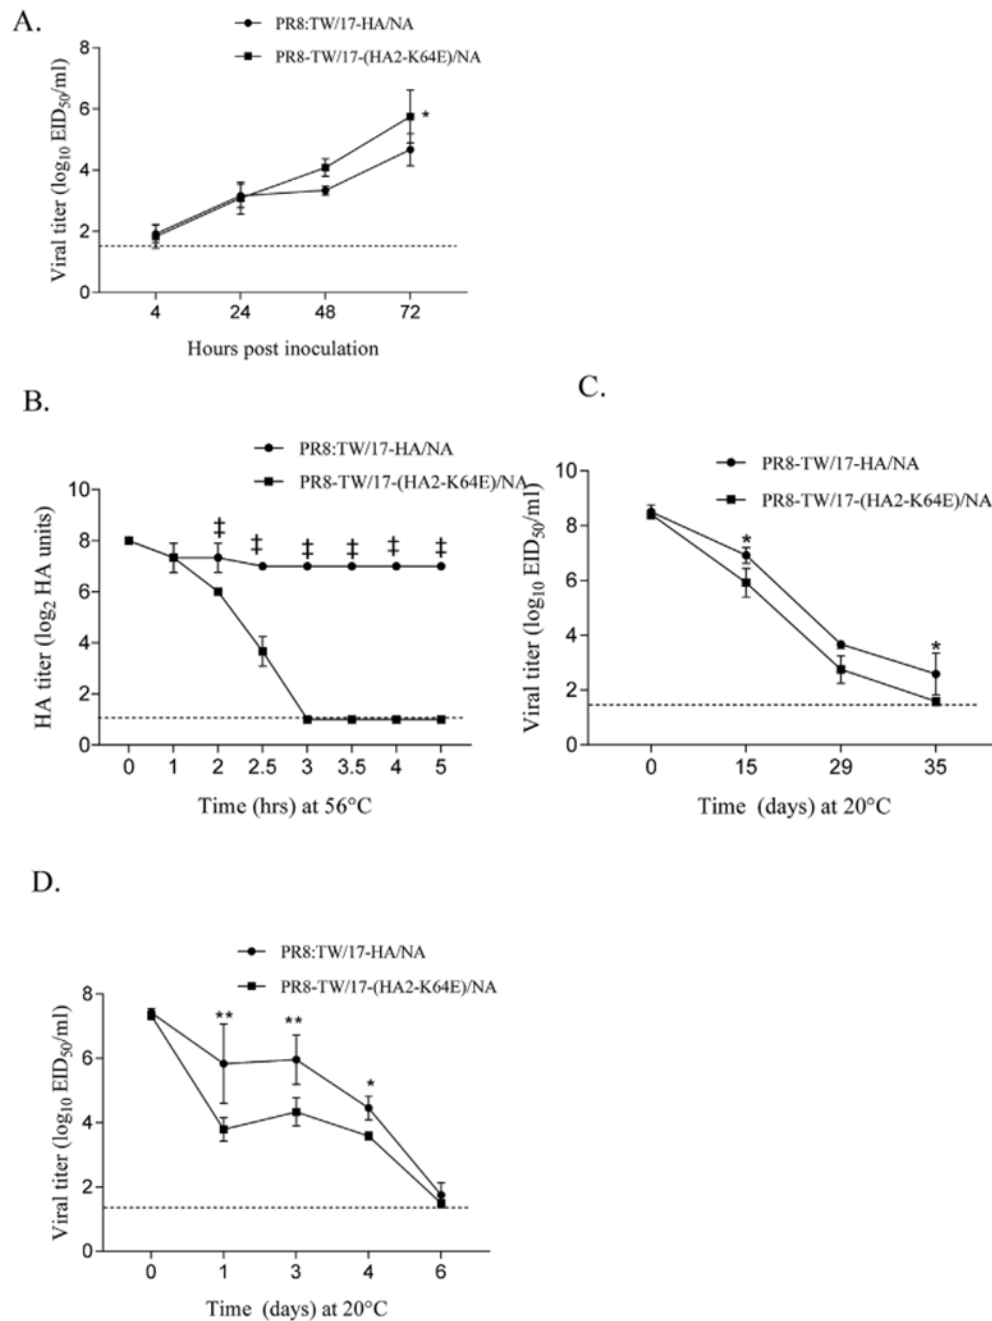 A.
PR8:TW/17-HA/NA
PR8-TW/17-(HA2-K64E)/NA
Viral titer (log10 EID50/ml)
8
6
*
4
2
0
4 24 48 72
Hours post inoculation
B.
PR8:TW/17-HA/NA
PR8-TW/17-(HA2-K64E)/NA
HA titer (log2 HA units)
10
‡ ‡ ‡ ‡ ‡ ‡
8
6
4
2
0
0 1 2 2.5 3 3.5 4 5
Time (hrs) at 56°C
C.
PR8-TW/17-HA/NA
PR8-TW/17-(HA2-K64E)/NA
Viral titer (log10 EID50/ml)
10
8
*
6
4
*
2
0
0 15 29 35
Time (days) at 20°C
D.
PR8:TW/17-HA/NA
PR8-TW/17-(HA2-K64E)/NA
Viral titer (log10 EID50/ml)
8
** **
6
*
4
2
0
0 1 3 4 6
Time (days) at 20°C